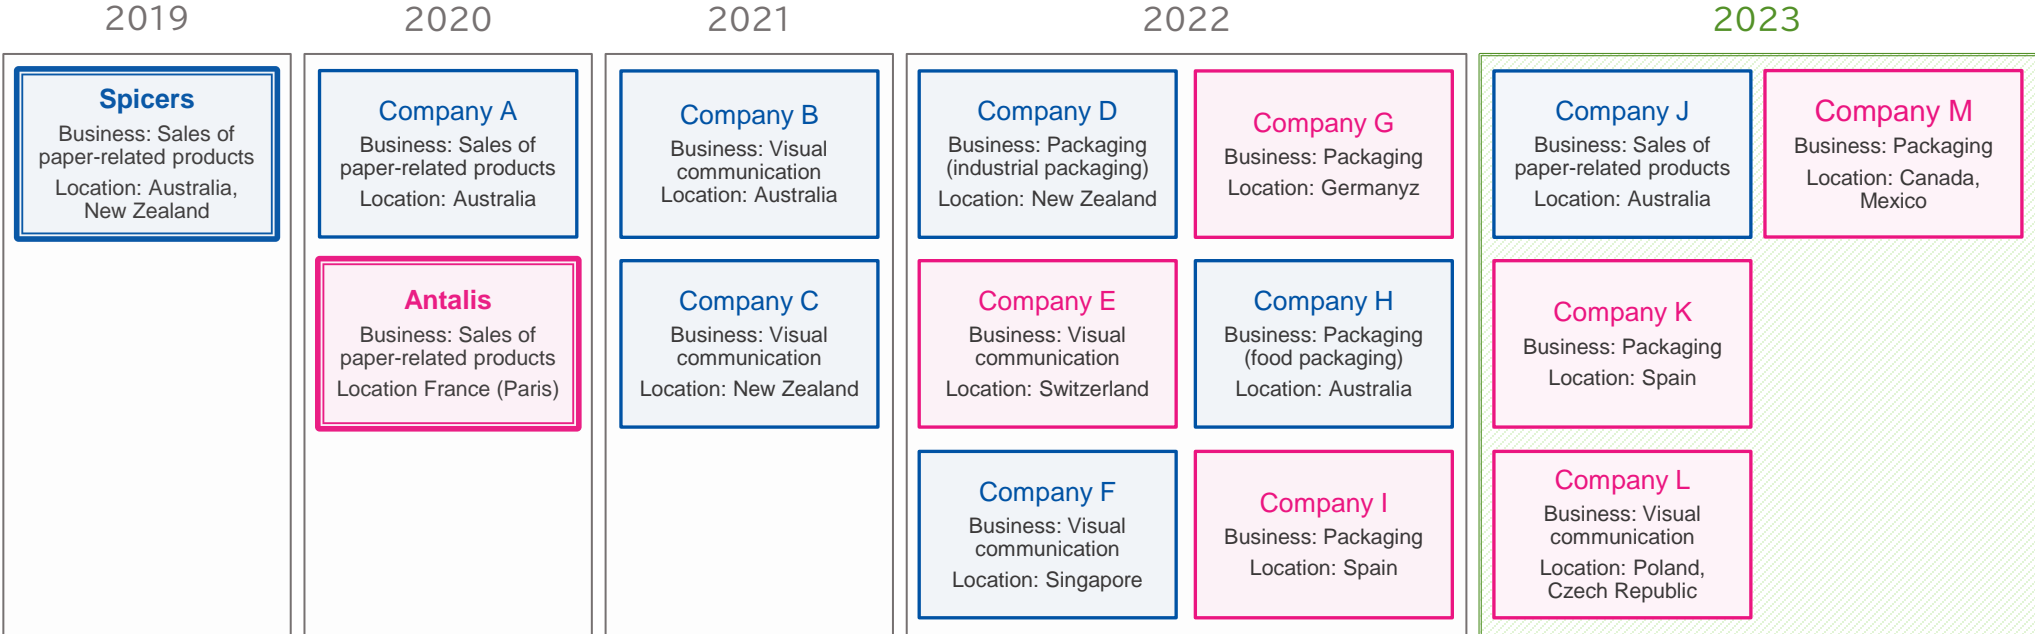 2019
2020
2021
2022
2023
Spicers
Business: Sales of
paper-related products
Location: Australia,
New Zealand
Company A
Business: Sales of
paper-related products
Location: Australia
Antalis
Business: Sales of
paper-related products
Location France (Paris)
Company B
Business: Visual
communication
Location: Australia
Company C
Business: Visual
communication
Location: New Zealand
Company D
Business: Packaging
(industrial packaging)
Location: New Zealand
Company G
Business: Packaging
Location: Germanyz
Company E
Business: Visual
communication
Location: Switzerland
Company H
Business: Packaging
(food packaging)
Location: Australia
Company F
Business: Visual
communication
Location: Singapore
Company I
Business: Packaging
Location: Spain
Company J
Business: Sales of
paper-related products
Location: Australia
Company M
Business: Packaging
Location: Canada,
Mexico
Company K
Business: Packaging
Location: Spain
Company L
Business: Visual
communication
Location: Poland,
Czech Republic